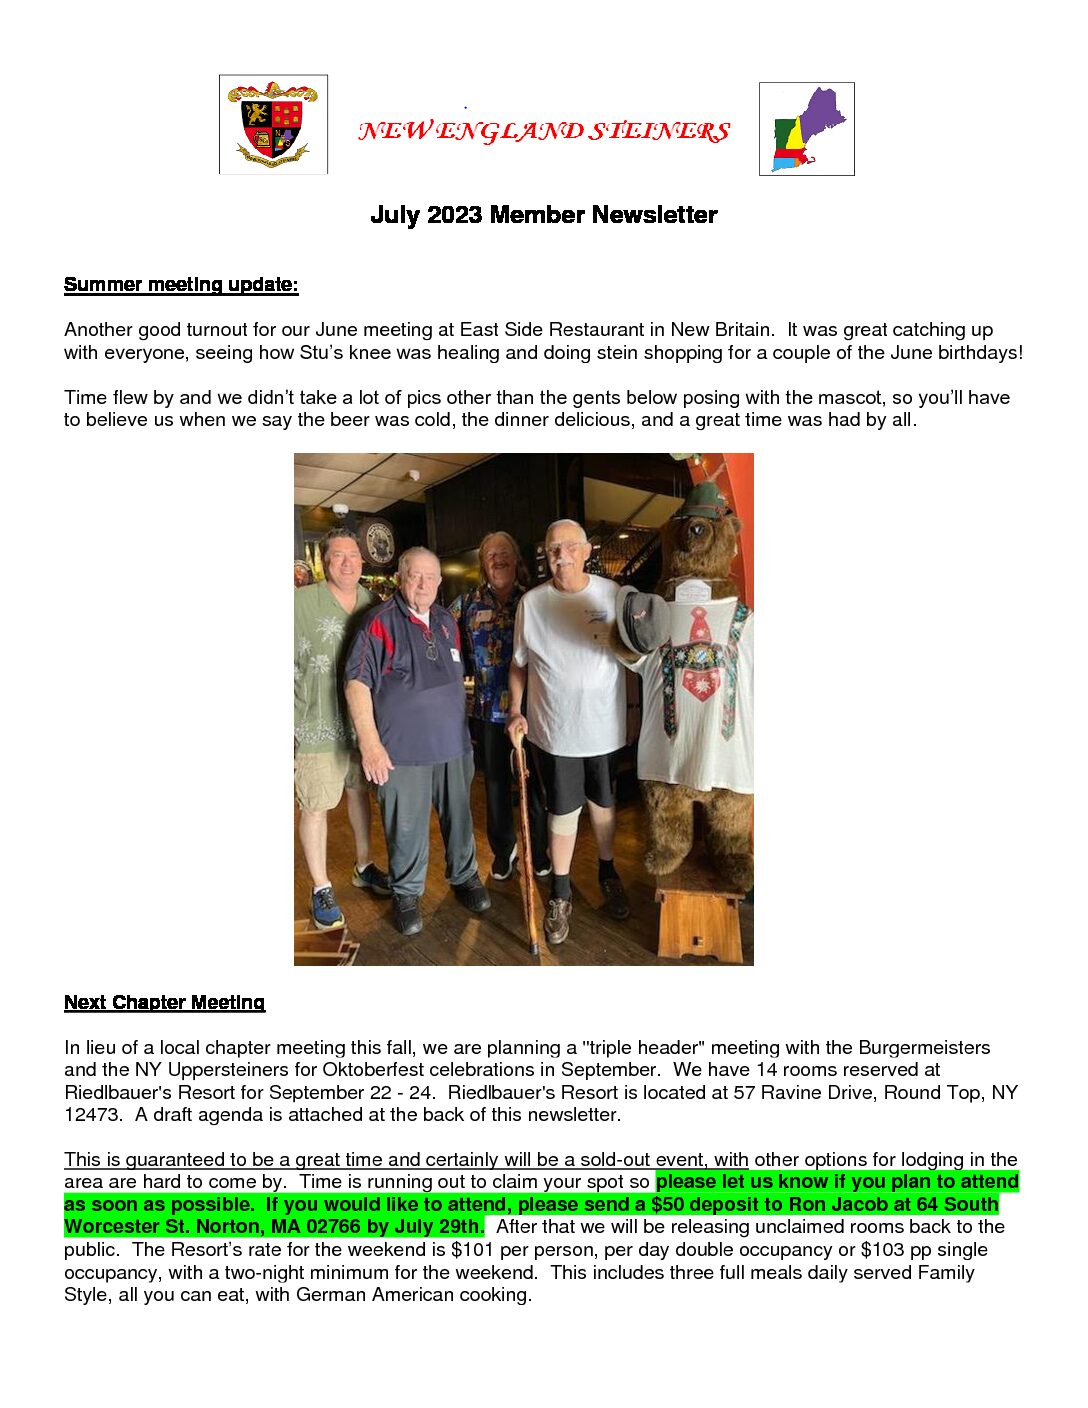 NEW ENGLAND STEINERS
July 2023 Member Newsletter
Summer meeting update:
Another good turnout for our June meeting at East Side Restaurant in New Britain.  It was great catching up
with everyone, seeing how Stu’s knee was healing and doing stein shopping for a couple of the June birthdays!
Time flew by and we didn’t take a lot of pics other than the gents below posing with the mascot, so you’ll have
to believe us when we say the beer was cold, the dinner delicious, and a great time was had by all.
Next Chapter Meeting
In lieu of a local chapter meeting this fall, we are planning a "triple header" meeting with the Burgermeisters
and the NY Uppersteiners for Oktoberfest celebrations in September.  We have 14 rooms reserved at
Riedlbauer's Resort for September 22 - 24.  Riedlbauer's Resort is located at 57 Ravine Drive, Round Top, NY
12473.  A draft agenda is attached at the back of this newsletter.
This is guaranteed to be a great time and certainly will be a sold-out event, with other options for lodging in the
area are hard to come by.  Time is running out to claim your spot so please let us know if you plan to attend
as soon as possible.  If you would like to attend, please send a $50 deposit to Ron Jacob at 64 South
Worcester St. Norton, MA 02766 by July 29th.  After that we will be releasing unclaimed rooms back to the
public.  The Resort’s rate for the weekend is $101 per person, per day double occupancy or $103 pp single
occupancy, with a two-night minimum for the weekend.  This includes three full meals daily served Family
Style, all you can eat, with German American cooking.